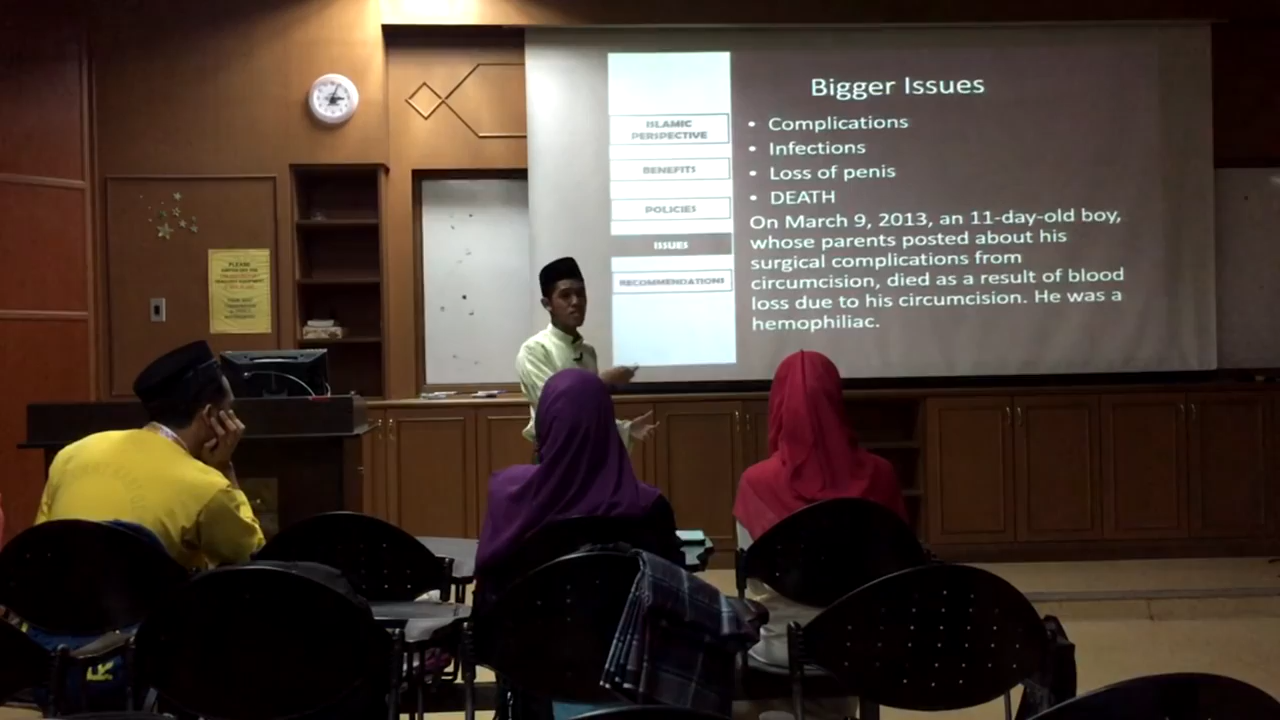 Bigger Issues
ISLAMIC
PERSPECTIVE
BENEFITS
POLICIES
ISSUES
RECOMMENDATIONS
• Complications
• Infections
• Loss of penis
• DEATH
On March 9, 2013, an 11-day-old boy,
whose parents posted about his
surgical complications from
circumcision, died as a result of blood
loss due to his circumcision. He was a
hemophiliac.
PLEASE